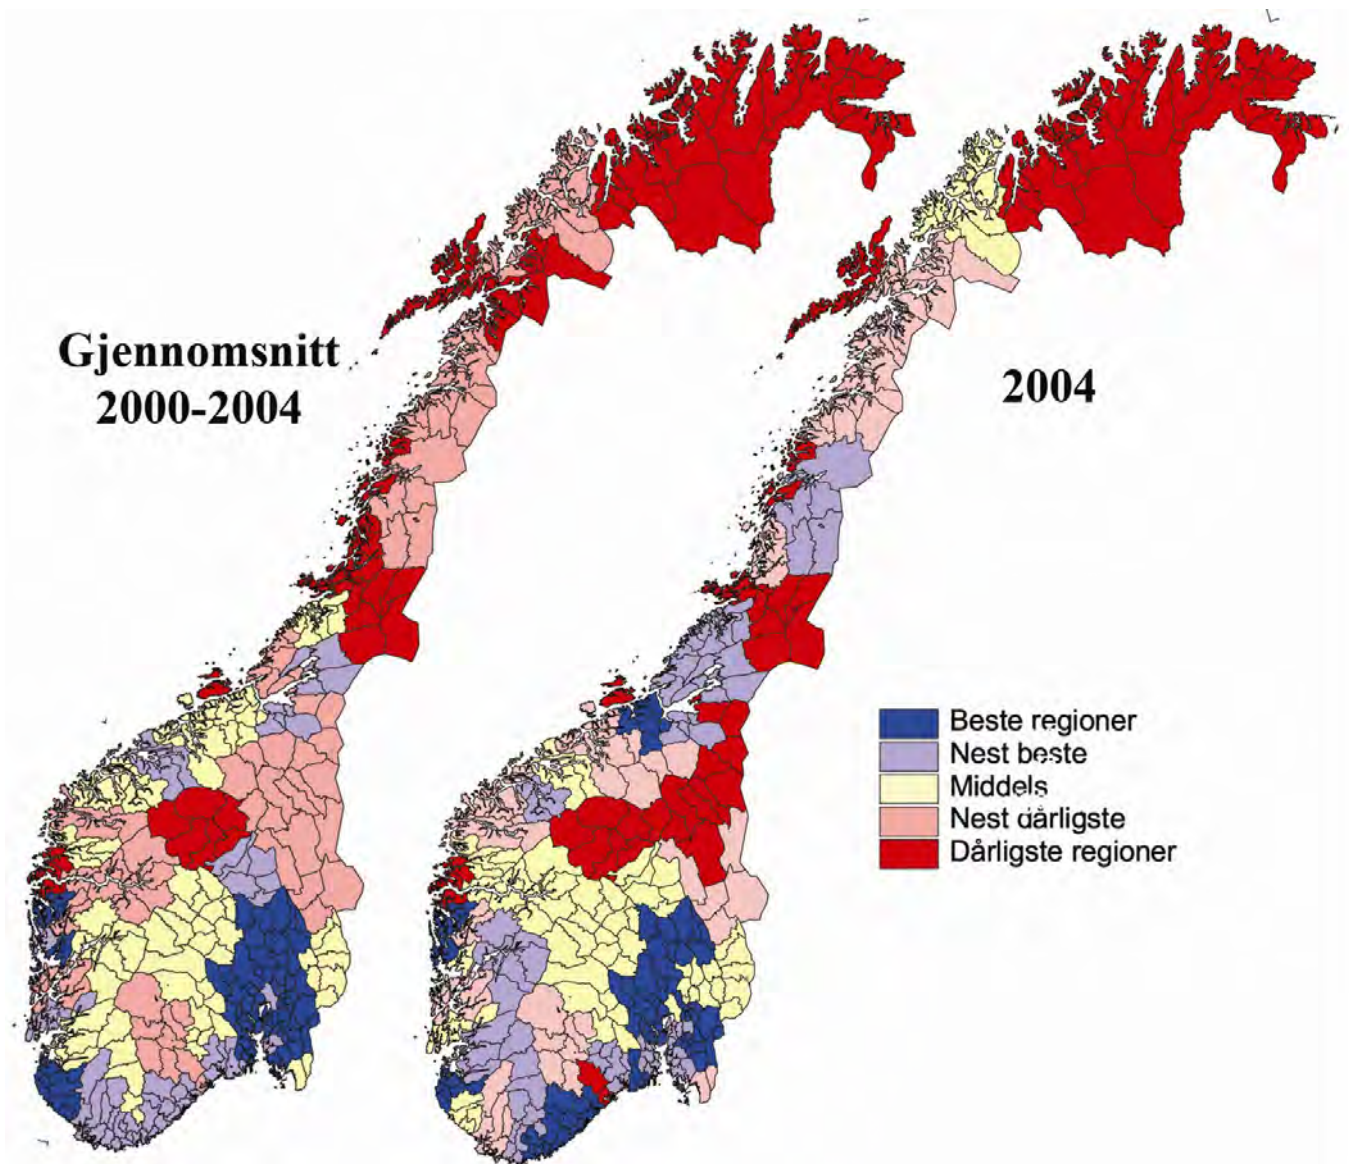 Gjennomsnitt
2000-2004
2004
Beste regioner
Nest beste
Middels
Nest dårligste
Dårligste regioner